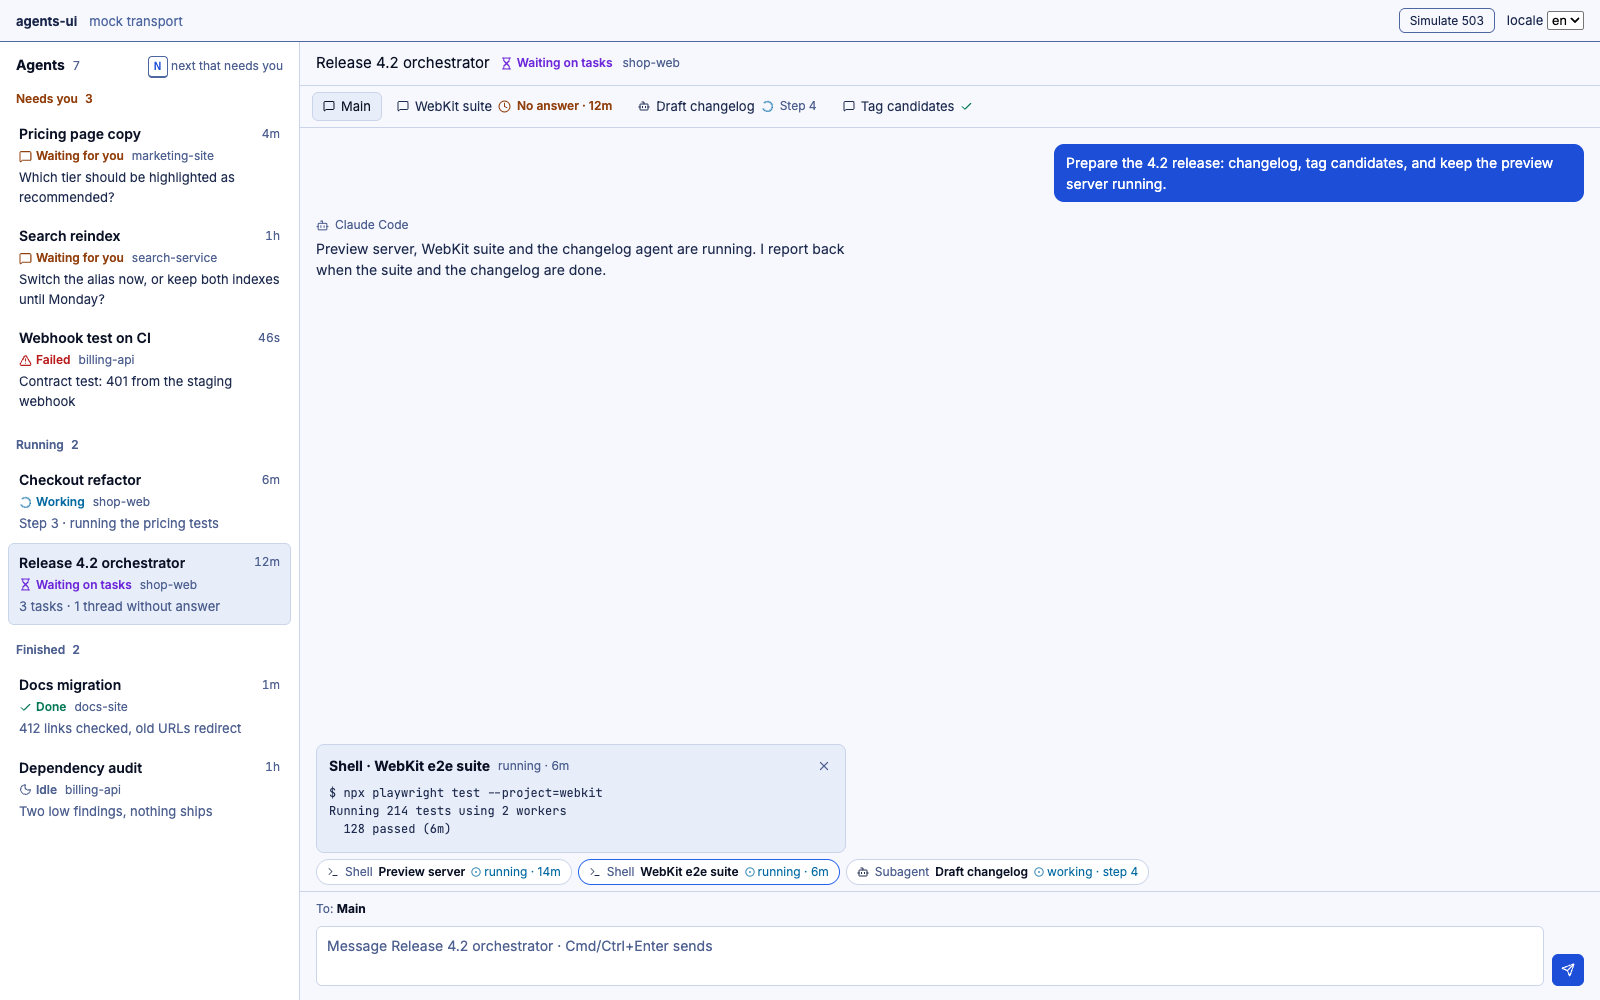 agents-ui mock transport
Simulate 503 locale en
Agents 7 N next that needs you
Needs you 3
Pricing page copy 4m
Waiting for you marketing-site
Which tier should be highlighted as
recommended?
Search reindex 1h
Waiting for you search-service
Switch the alias now, or keep both indexes
until Monday?
Webhook test on CI 46s
Failed billing-api
Contract test: 401 from the staging
webhook
Running 2
Checkout refactor 6m
Working shop-web
Step 3 · running the pricing tests
Release 4.2 orchestrator 12m
Waiting on tasks shop-web
3 tasks · 1 thread without answer
Finished 2
Docs migration 1m
Done docs-site
412 links checked, old URLs redirect
Dependency audit 1h
Idle billing-api
Two low findings, nothing ships
Release 4.2 orchestrator Waiting on tasks shop-web
Main WebKit suite No answer · 12m Draft changelog Step 4 Tag candidates
Prepare the 4.2 release: changelog, tag candidates, and keep the preview
server running.
Claude Code
Preview server, WebKit suite and the changelog agent are running. I report back
when the suite and the changelog are done.
Shell · WebKit e2e suite running · 6m
$ npx playwright test --project=webkit
Running 214 tests using 2 workers
128 passed (6m)
Shell Preview server running · 14m Shell WebKit e2e suite running · 6m Subagent Draft changelog working · step 4
To: Main
Message Release 4.2 orchestrator · Cmd/Ctrl+Enter sends